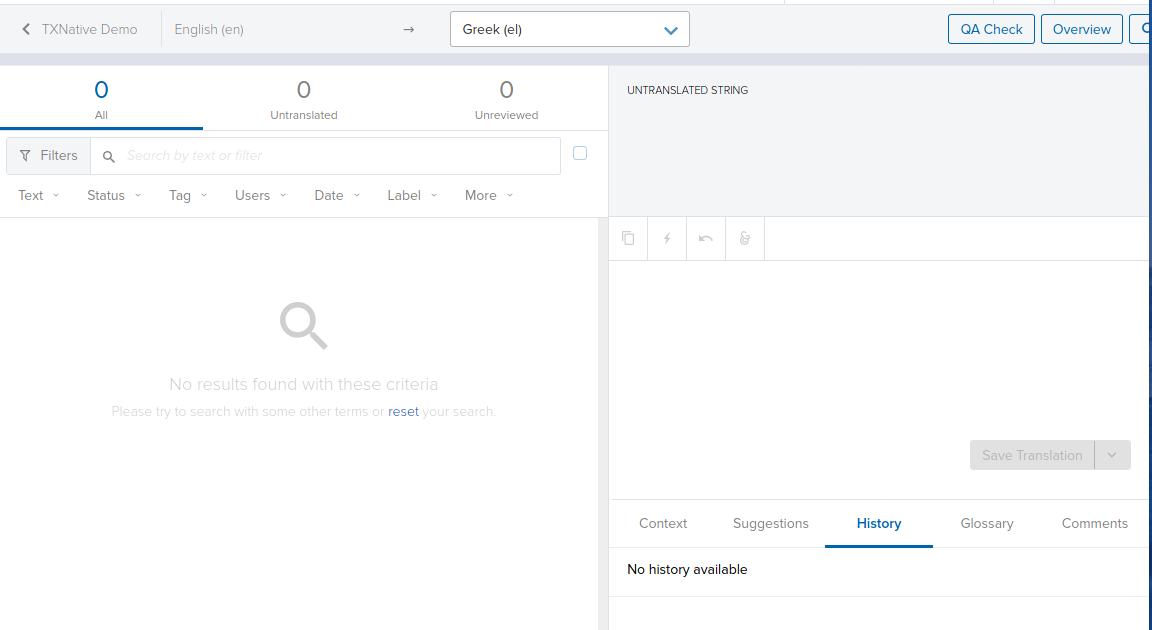 TXNative Demo English (en) → Greek (el) QA Check Overview
0 0 0
All Untranslated Unreviewed
UNTRANSLATED STRING
Filters Search by text or filter
Text Status Tag Users Date Label More
No results found with these criteria
Please try to search with some other terms or reset your search.
Save Translation
Context Suggestions History Glossary Comments
No history available